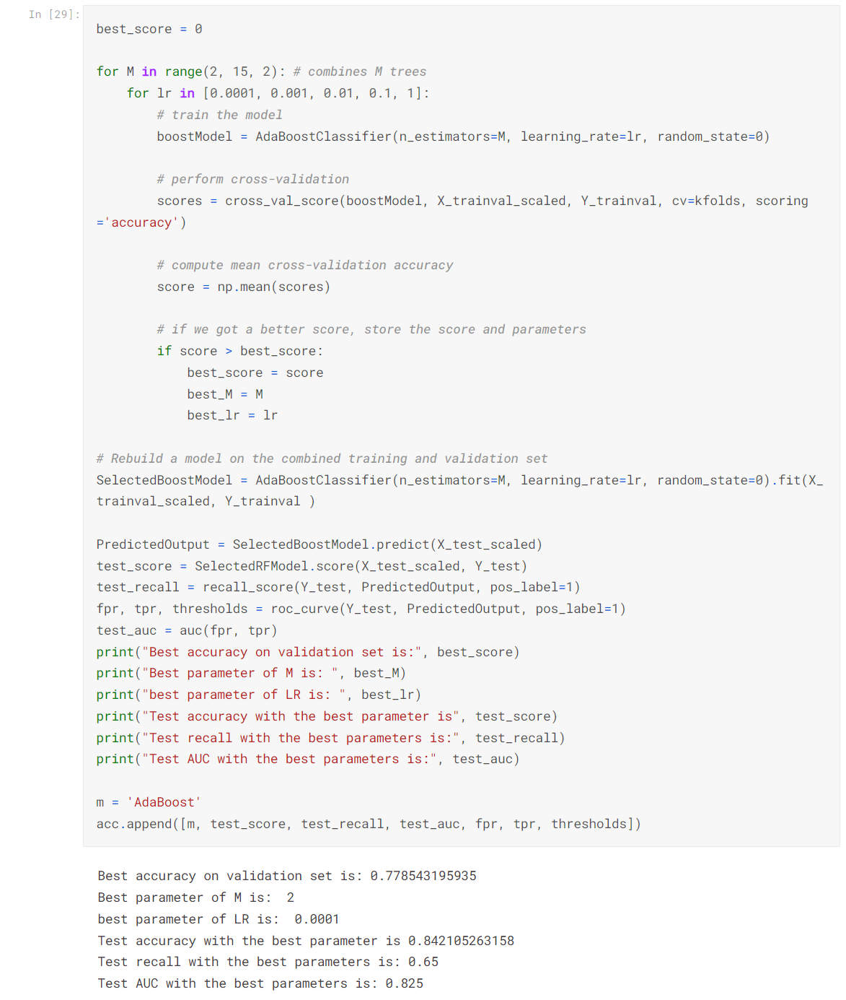 In [29]:
best_score = 0
for M in range(2, 15, 2): # combines M trees
for lr in [0.0001, 0.001, 0.01, 0.1, 1]:
# train the model
boostModel = AdaBoostClassifier(n_estimators=M, learning_rate=lr, random_state=0)
# perform cross-validation
scores = cross_val_score(boostModel, X_trainval_scaled, Y_trainval, cv=kfolds, scoring
='accuracy')
# compute mean cross-validation accuracy
score = np.mean(scores)
# if we got a better score, store the score and parameters
if score > best_score:
best_score = score
best_M = M
best_lr = lr
# Rebuild a model on the combined training and validation set
SelectedBoostModel = AdaBoostClassifier(n_estimators=M, learning_rate=lr, random_state=0).fit(X_
trainval_scaled, Y_trainval )
PredictedOutput = SelectedBoostModel.predict(X_test_scaled)
test_score = SelectedRFModel.score(X_test_scaled, Y_test)
test_recall = recall_score(Y_test, PredictedOutput, pos_label=1)
fpr, tpr, thresholds = roc_curve(Y_test, PredictedOutput, pos_label=1)
test_auc = auc(fpr, tpr)
print("Best accuracy on validation set is:", best_score)
print("Best parameter of M is: ", best_M)
print("best parameter of LR is: ", best_lr)
print("Test accuracy with the best parameter is", test_score)
print("Test recall with the best parameters is:", test_recall)
print("Test AUC with the best parameters is:", test_auc)
m = 'AdaBoost'
acc.append([m, test_score, test_recall, test_auc, fpr, tpr, thresholds])
Best accuracy on validation set is: 0.778543195935
Best parameter of M is:  2
best parameter of LR is:  0.0001
Test accuracy with the best parameter is 0.842105263158
Test recall with the best parameters is: 0.65
Test AUC with the best parameters is: 0.825